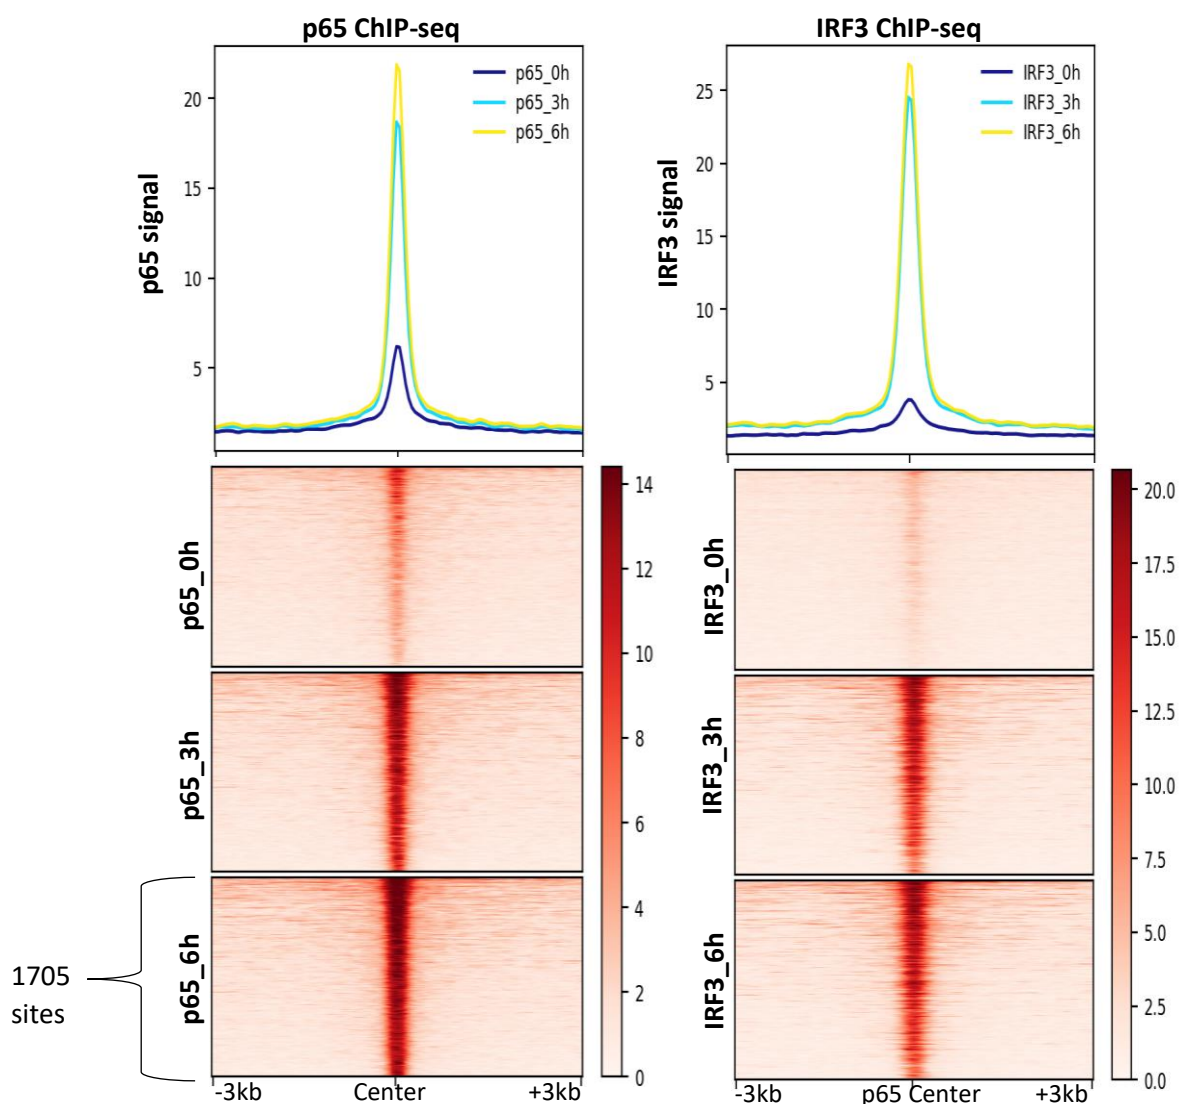 p65 ChIP-seq
p65 signal
20
15
10
5
p65_0h
p65_3h
p65_6h
IRF3 ChIP-seq
IRF3 signal
25
20
15
10
5
IRF3_0h
IRF3_3h
IRF3_6h
p65_0h
p65_3h
p65_6h
1705
sites
-3kb Center +3kb
14
12
10
8
6
4
2
0
IRF3_0h
IRF3_3h
IRF3_6h
-3kb p65 Center +3kb
20.0
17.5
15.0
12.5
10.0
7.5
5.0
2.5
0.0